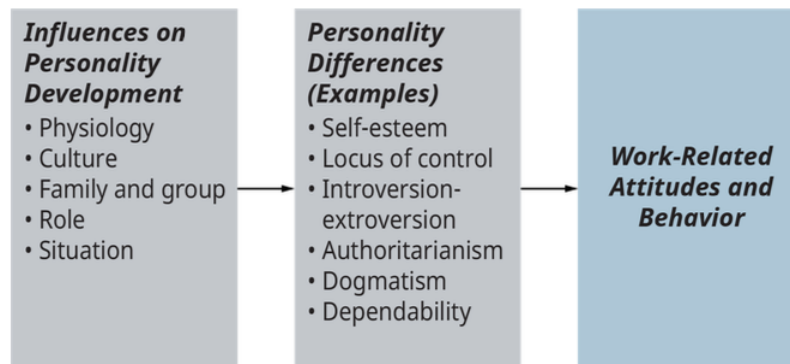 Influences on
Personality
Development
• Physiology
• Culture
• Family and group
• Role
• Situation
Personality
Differences
(Examples)
• Self-esteem
• Locus of control
• Introversion-
extroversion
• Authoritarianism
• Dogmatism
• Dependability
Work-Related
Attitudes and
Behavior